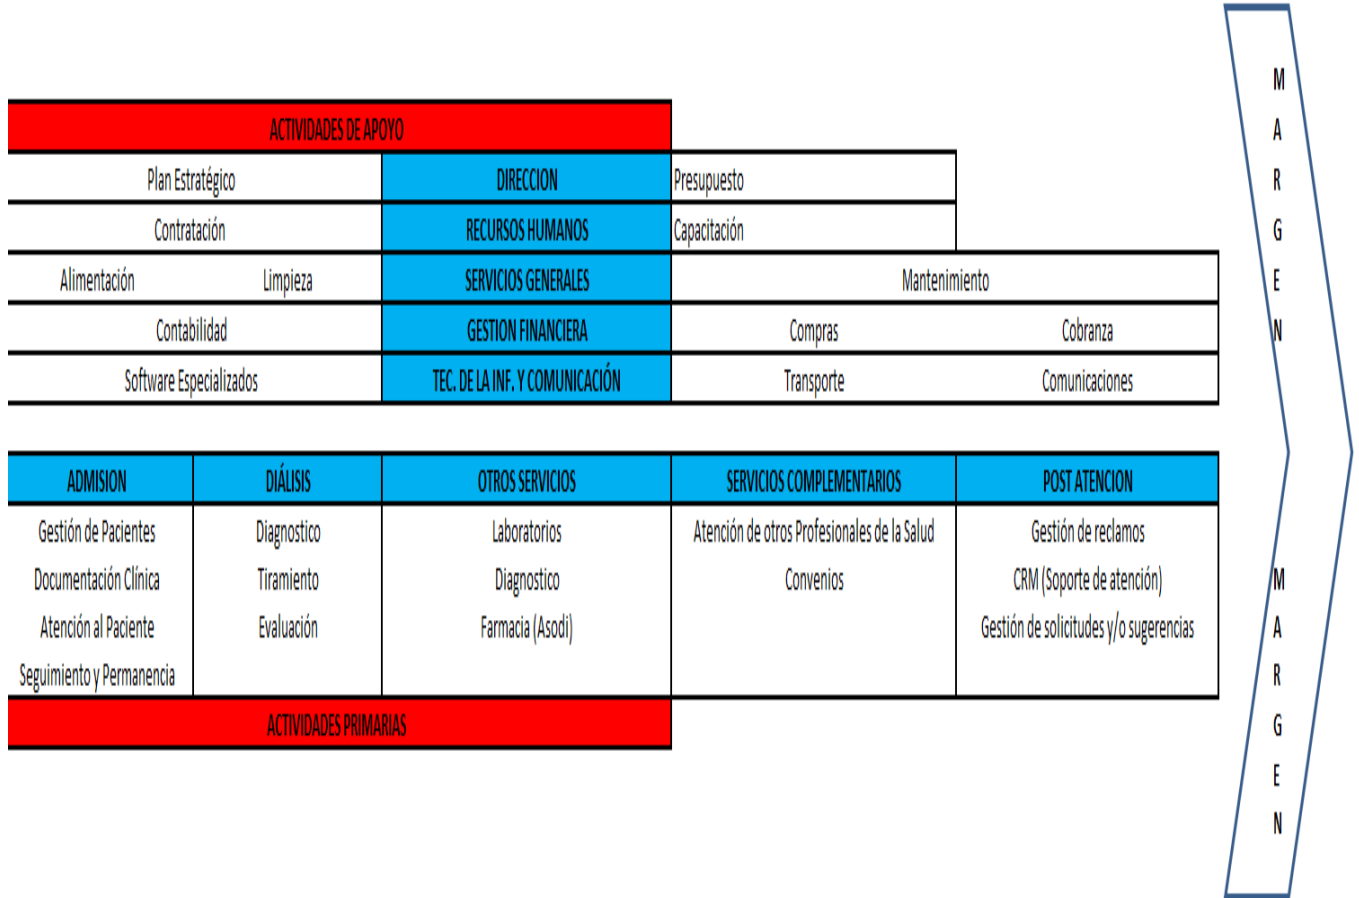 ACTIVIDADES DE APOYO
Plan Estratégico DIRECCION Presupuesto
Contratación RECURSOS HUMANOS Capacitación
Alimentación Limpieza SERVICIOS GENERALES Mantenimiento
Contabilidad GESTION FINANCIERA Compras Cobranza
Software Especializados TEC. DE LA INF. Y COMUNICACIÓN Transporte Comunicaciones
ADMISION DIÁLISIS OTROS SERVICIOS SERVICIOS COMPLEMENTARIOS POST ATENCION
Gestión de Pacientes Diagnostico Laboratorios Atención de otros Profesionales de la Salud Gestión de reclamos
Documentación Clínica Tiramiento Diagnostico Convenios CRM (Soporte de atención)
Atención al Paciente Evaluación Farmacia (Asodi) Gestión de solicitudes y/o sugerencias
Seguimiento y Permanencia
ACTIVIDADES PRIMARIAS
M
A
R
G
E
N
M
A
R
G
E
N